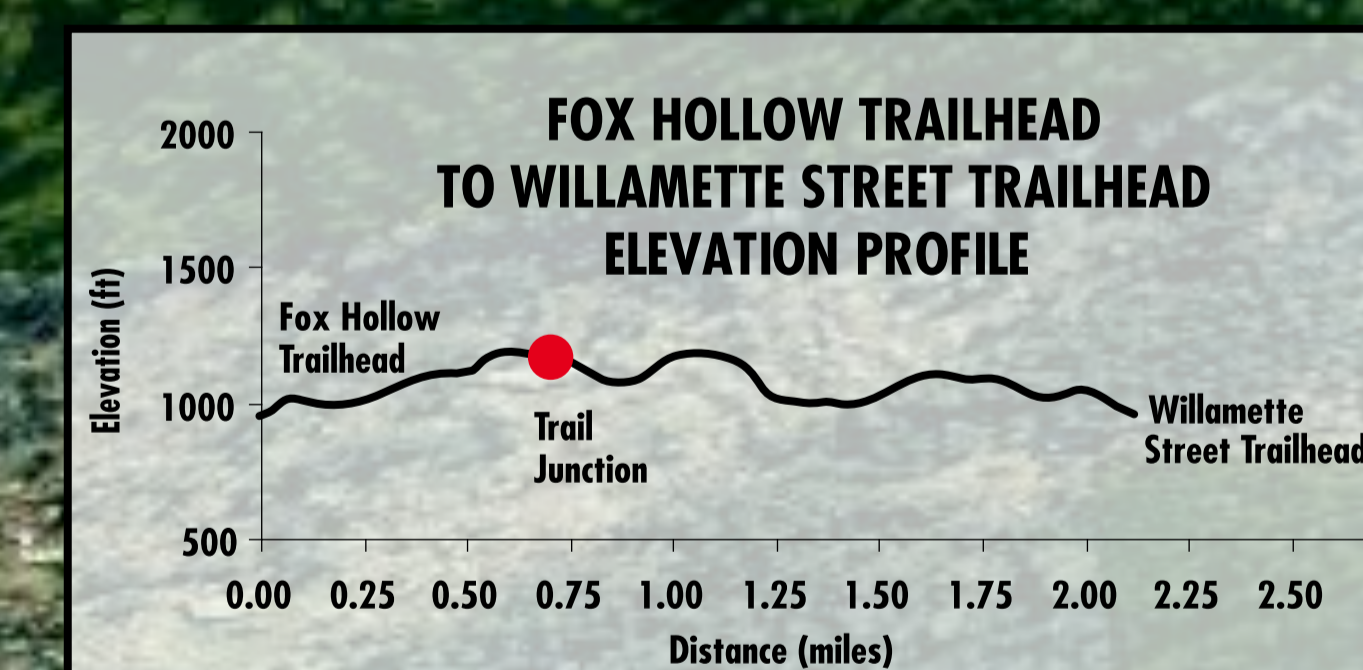 FOX HOLLOW TRAILHEAD
TO WILLAMETTE STREET TRAILHEAD
ELEVATION PROFILE
Elevation (ft)
2000
1500
1000
500
Fox Hollow
Trailhead
Trail
Junction
Willamette
Street Trailhead
0.00 0.25 0.50 0.75 1.00 1.25 1.50 1.75 2.00 2.25 2.50
Distance (miles)